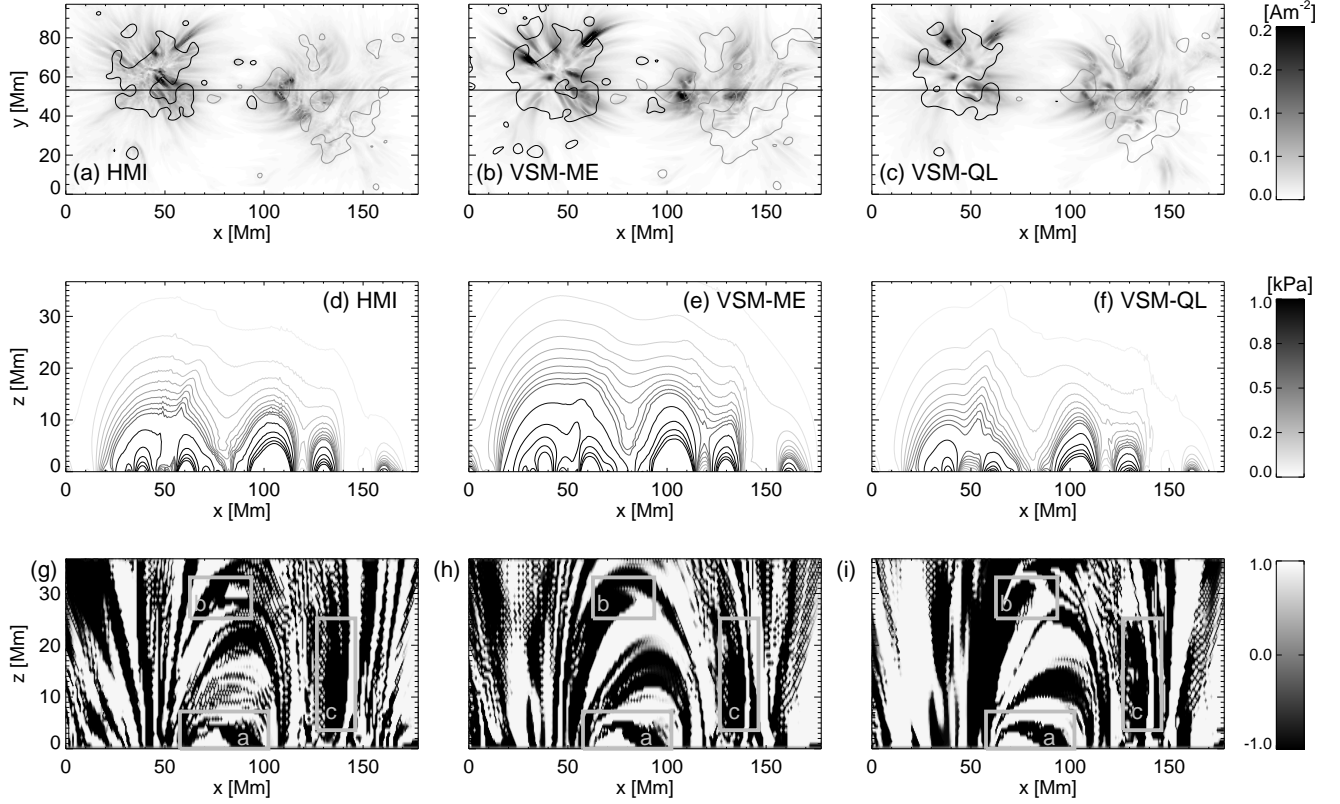 [Am-2]
80
60
40
20
0
y [Mm]
(a) HMI
(b) VSM-ME
(c) VSM-QL
0.2
0.2
0.1
0.1
0.0
0 50 100 150
0 50 100 150
0 50 100 150
x [Mm]
x [Mm]
x [Mm]
[kPa]
30
20
10
0
z [Mm]
(d) HMI
(e) VSM-ME
(f) VSM-QL
1.0
0.8
0.5
0.2
0.0
0 50 100 150
0 50 100 150
0 50 100 150
x [Mm]
x [Mm]
x [Mm]
(g)
(h)
(i)
30
20
10
0
z [Mm]
b
c
a
b
c
a
b
c
a
1.0
0.0
-1.0
0 50 100 150
0 50 100 150
0 50 100 150
x [Mm]
x [Mm]
x [Mm]